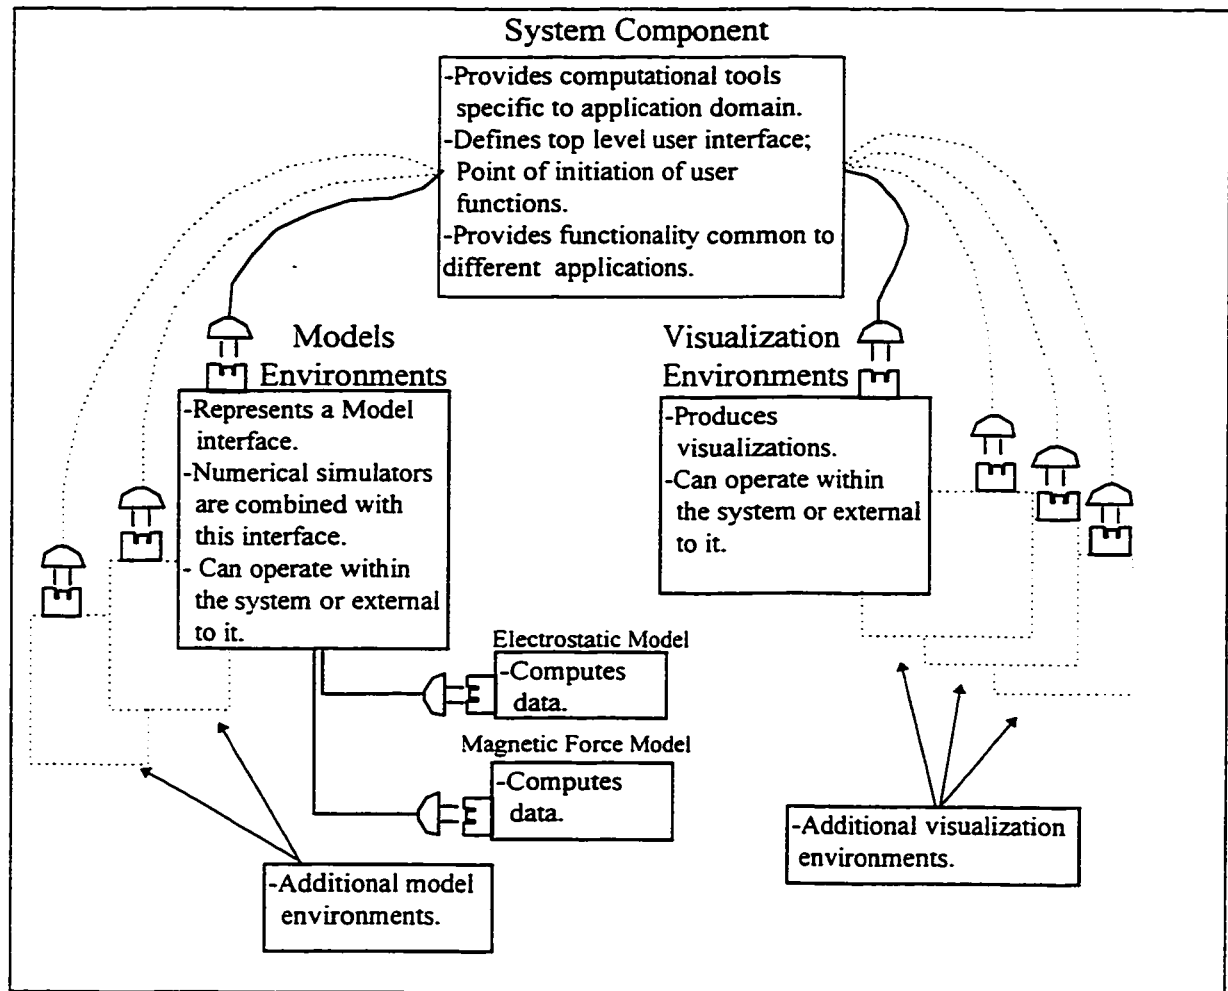 System Component
-Provides computational tools
specific to application domain.
-Defines top level user interface;
Point of initiation of user
functions.
-Provides functionality common to
different applications.
Models
Environments
-Represents a Model
interface.
-Numerical simulators
are combined with
this interface.
- Can operate within
the system or external
to it.
Visualization
Environments
-Produces
visualizations.
-Can operate within
the system or external
to it.
Electrostatic Model
-Computes
data.
Magnetic Force Model
-Computes
data.
-Additional model
environments.
-Additional visualization
environments.